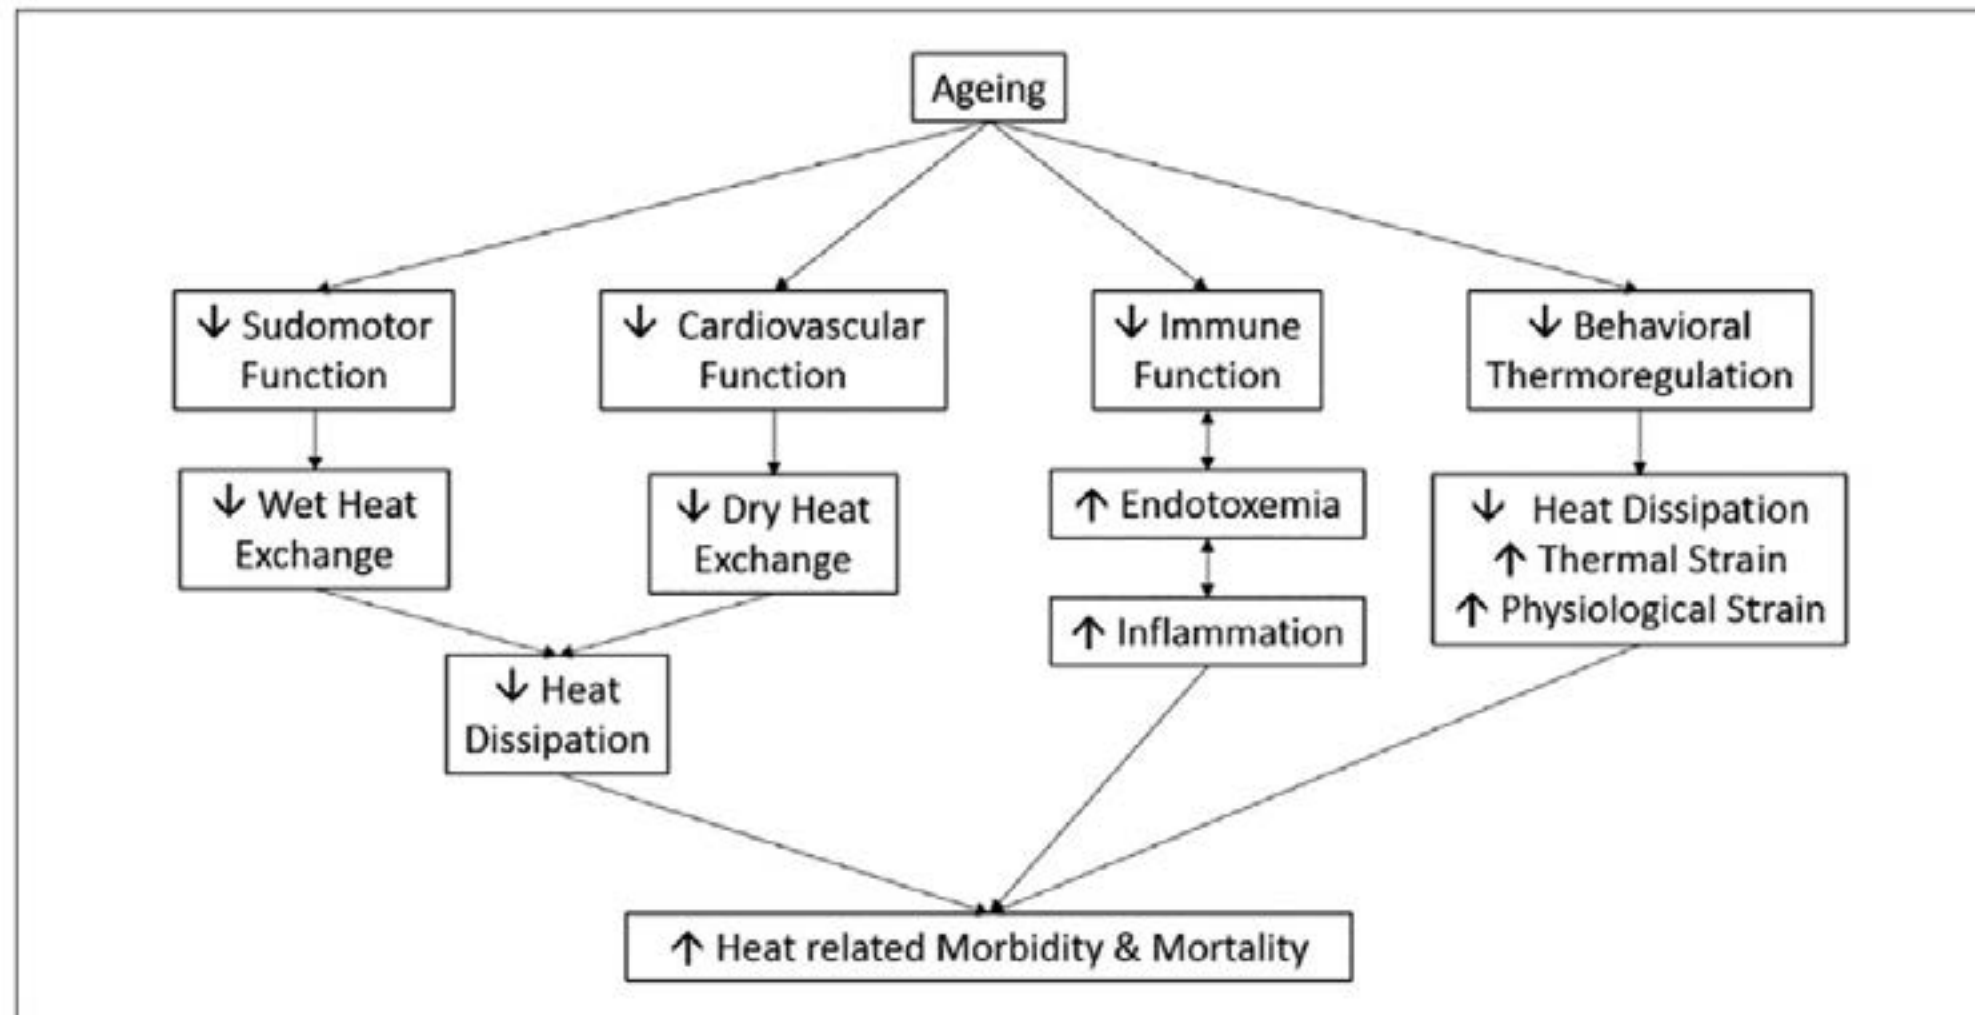 Ageing
↓ Sudomotor
Function
↓ Cardiovascular
Function
↓ Immune
Function
↓ Behavioral
Thermoregulation
↓ Wet Heat
Exchange
↓ Dry Heat
Exchange
↑ Endotoxemia
↓ Heat Dissipation
↑ Thermal Strain
↑ Physiological Strain
↑ Inflammation
↓ Heat
Dissipation
↑ Heat related Morbidity & Mortality